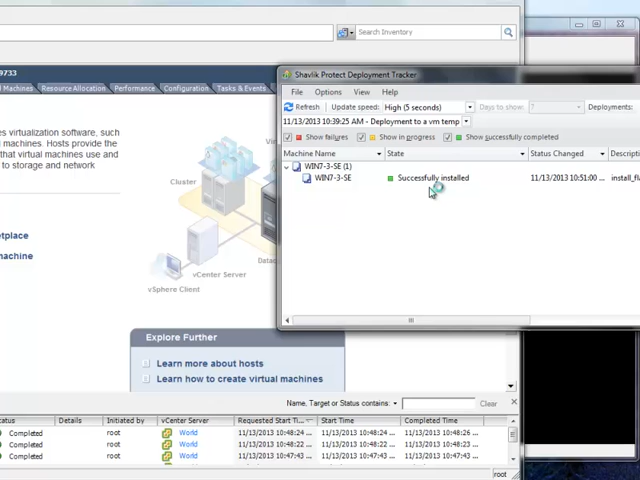 Search Inventory
9733
Machines
Resource Allocation
Performance
Configuration
Tasks & Events
es virtualization software, such
of machines. Hosts provide the
that virtual machines use and
to storage and network
Cluster
etplace
machine
vCenter Server
vSphere Client
Explore Further
Learn more about hosts
Learn how to create virtual machines
Shavlik Protect Deployment Tracker
File Options View Help
Refresh Update speed: High (5 seconds) Days to show: 7 Deployments:
11/13/2013 10:39:25 AM - Deployment to a vm temp
Show failures Show in progress Show successfully completed
Machine Name State Status Changed Descripti
WIN7-3-SE (1)
WIN7-3-SE Successfully installed 11/13/2013 10:51:00 ... install_fla
Name, Target or Status contains: Clear
Status Details Initiated by vCenter Server Requested Start Ti... Start Time Completed Time
Completed root World 11/13/2013 10:48:24 ... 11/13/2013 10:48:24 ... 11/13/2013 10:48:24 ...
Completed root World 11/13/2013 10:48:22 ... 11/13/2013 10:48:22 ... 11/13/2013 10:48:22 ...
Completed root World 11/13/2013 10:47:43 ... 11/13/2013 10:47:43 ... 11/13/2013 10:47:43 ...
root